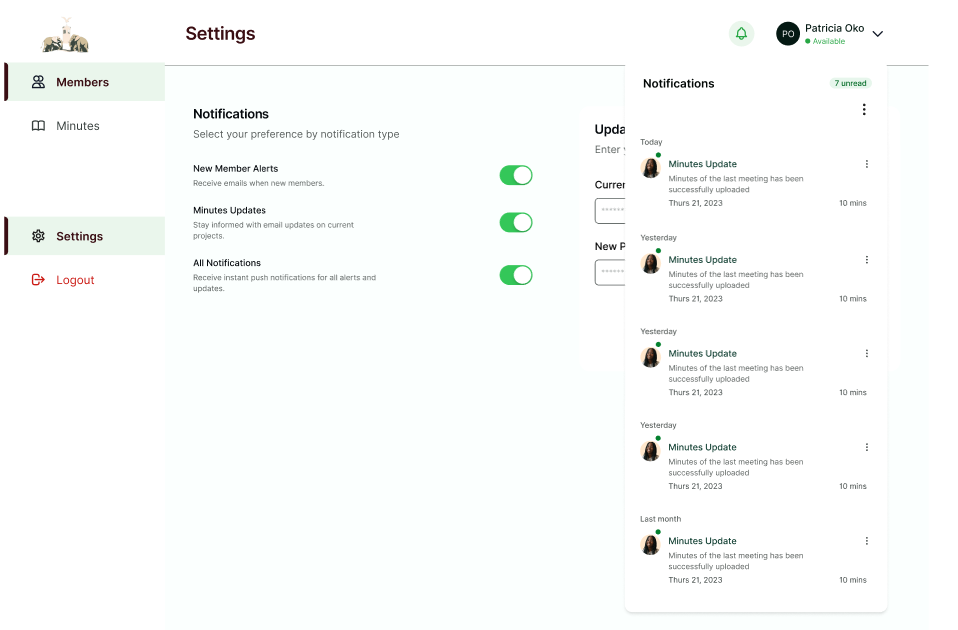 Settings
PO
Patricia Oko
Available
Members
Minutes
Settings
Logout
Notifications
Select your preference by notification type
New Member Alerts
Receive emails when new members.
Minutes Updates
Stay informed with email updates on current
projects.
All Notifications
Receive instant push notifications for all alerts and
updates.
Enter
New
Notifications
7 unread
Today
Minutes Update
Minutes of the last meeting has been
successfully uploaded
Thurs 21, 2023
10 mins
Yesterday
Minutes Update
Minutes of the last meeting has been
successfully uploaded
Thurs 21, 2023
10 mins
Yesterday
Minutes Update
Minutes of the last meeting has been
successfully uploaded
Thurs 21, 2023
10 mins
Yesterday
Minutes Update
Minutes of the last meeting has been
successfully uploaded
Thurs 21, 2023
10 mins
Last month
Minutes Update
Minutes of the last meeting has been
successfully uploaded
Thurs 21, 2023
10 mins